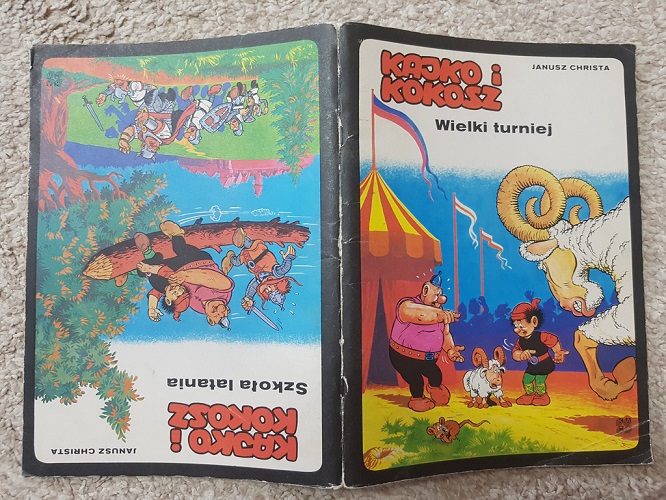 KAJKO i
KOKOSZ
JANUSZ CHRISTA
Wielki turniej
JANUSZ CHRISTA
KAJKO i
KOKOSZ
Szkoła latania